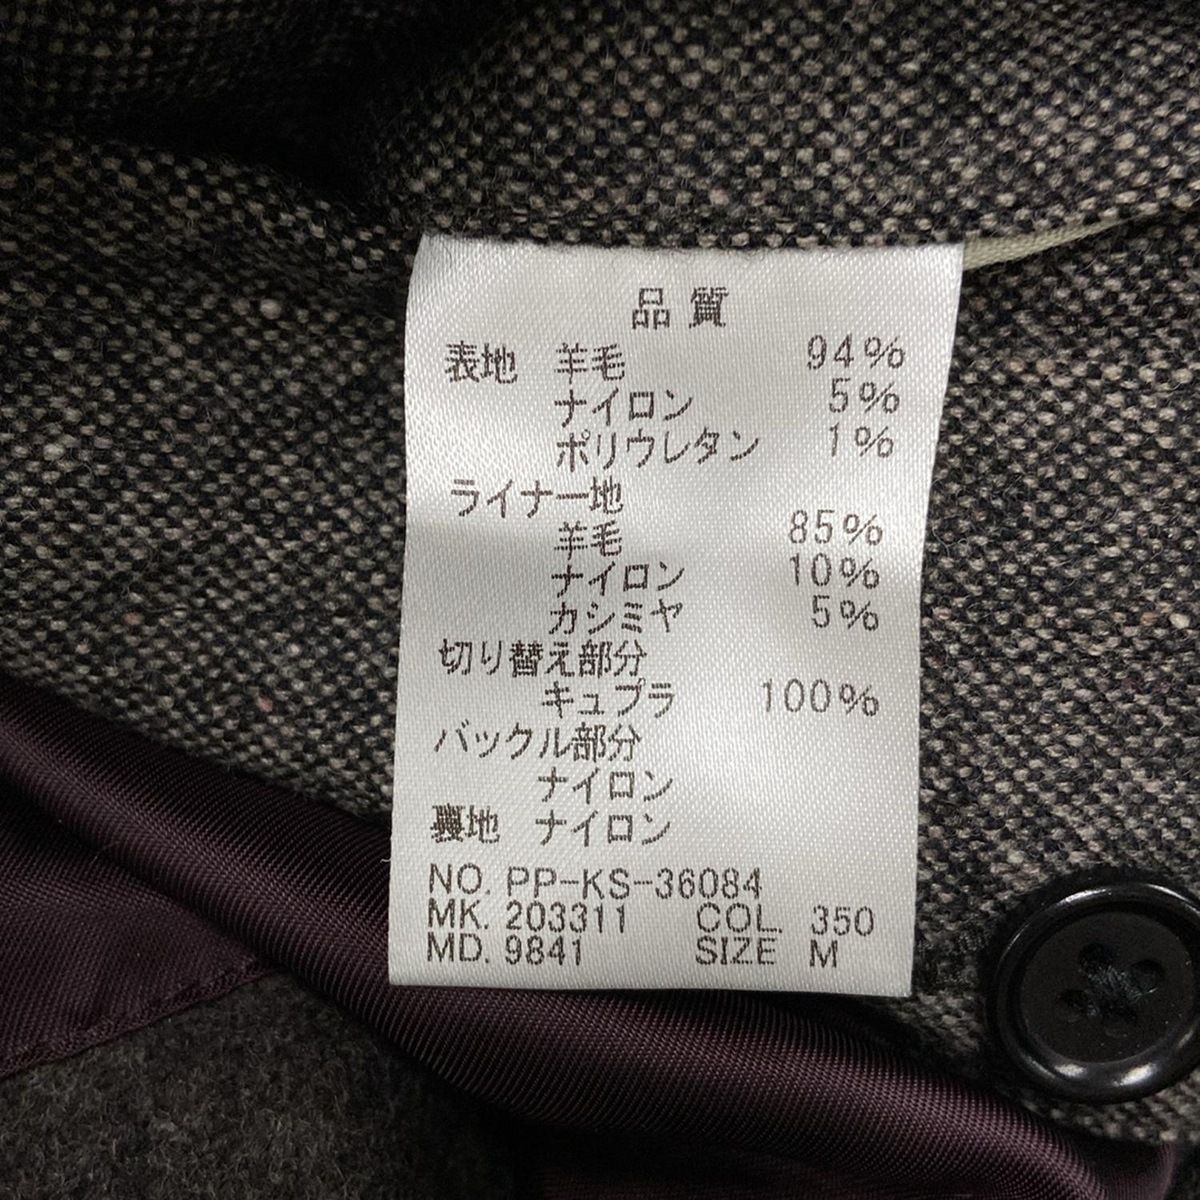 品質
表地 羊毛 94%
ナイロン 5%
ポリウレタン 1%
ライナー地
羊毛 85%
ナイロン 10%
カシミヤ 5%
切り替え部分
キュプラ 100%
バックル部分
ナイロン
裏地 ナイロン
NO. PP-KS-36084
MK. 203311 COL. 350
MD. 9841 SIZE M